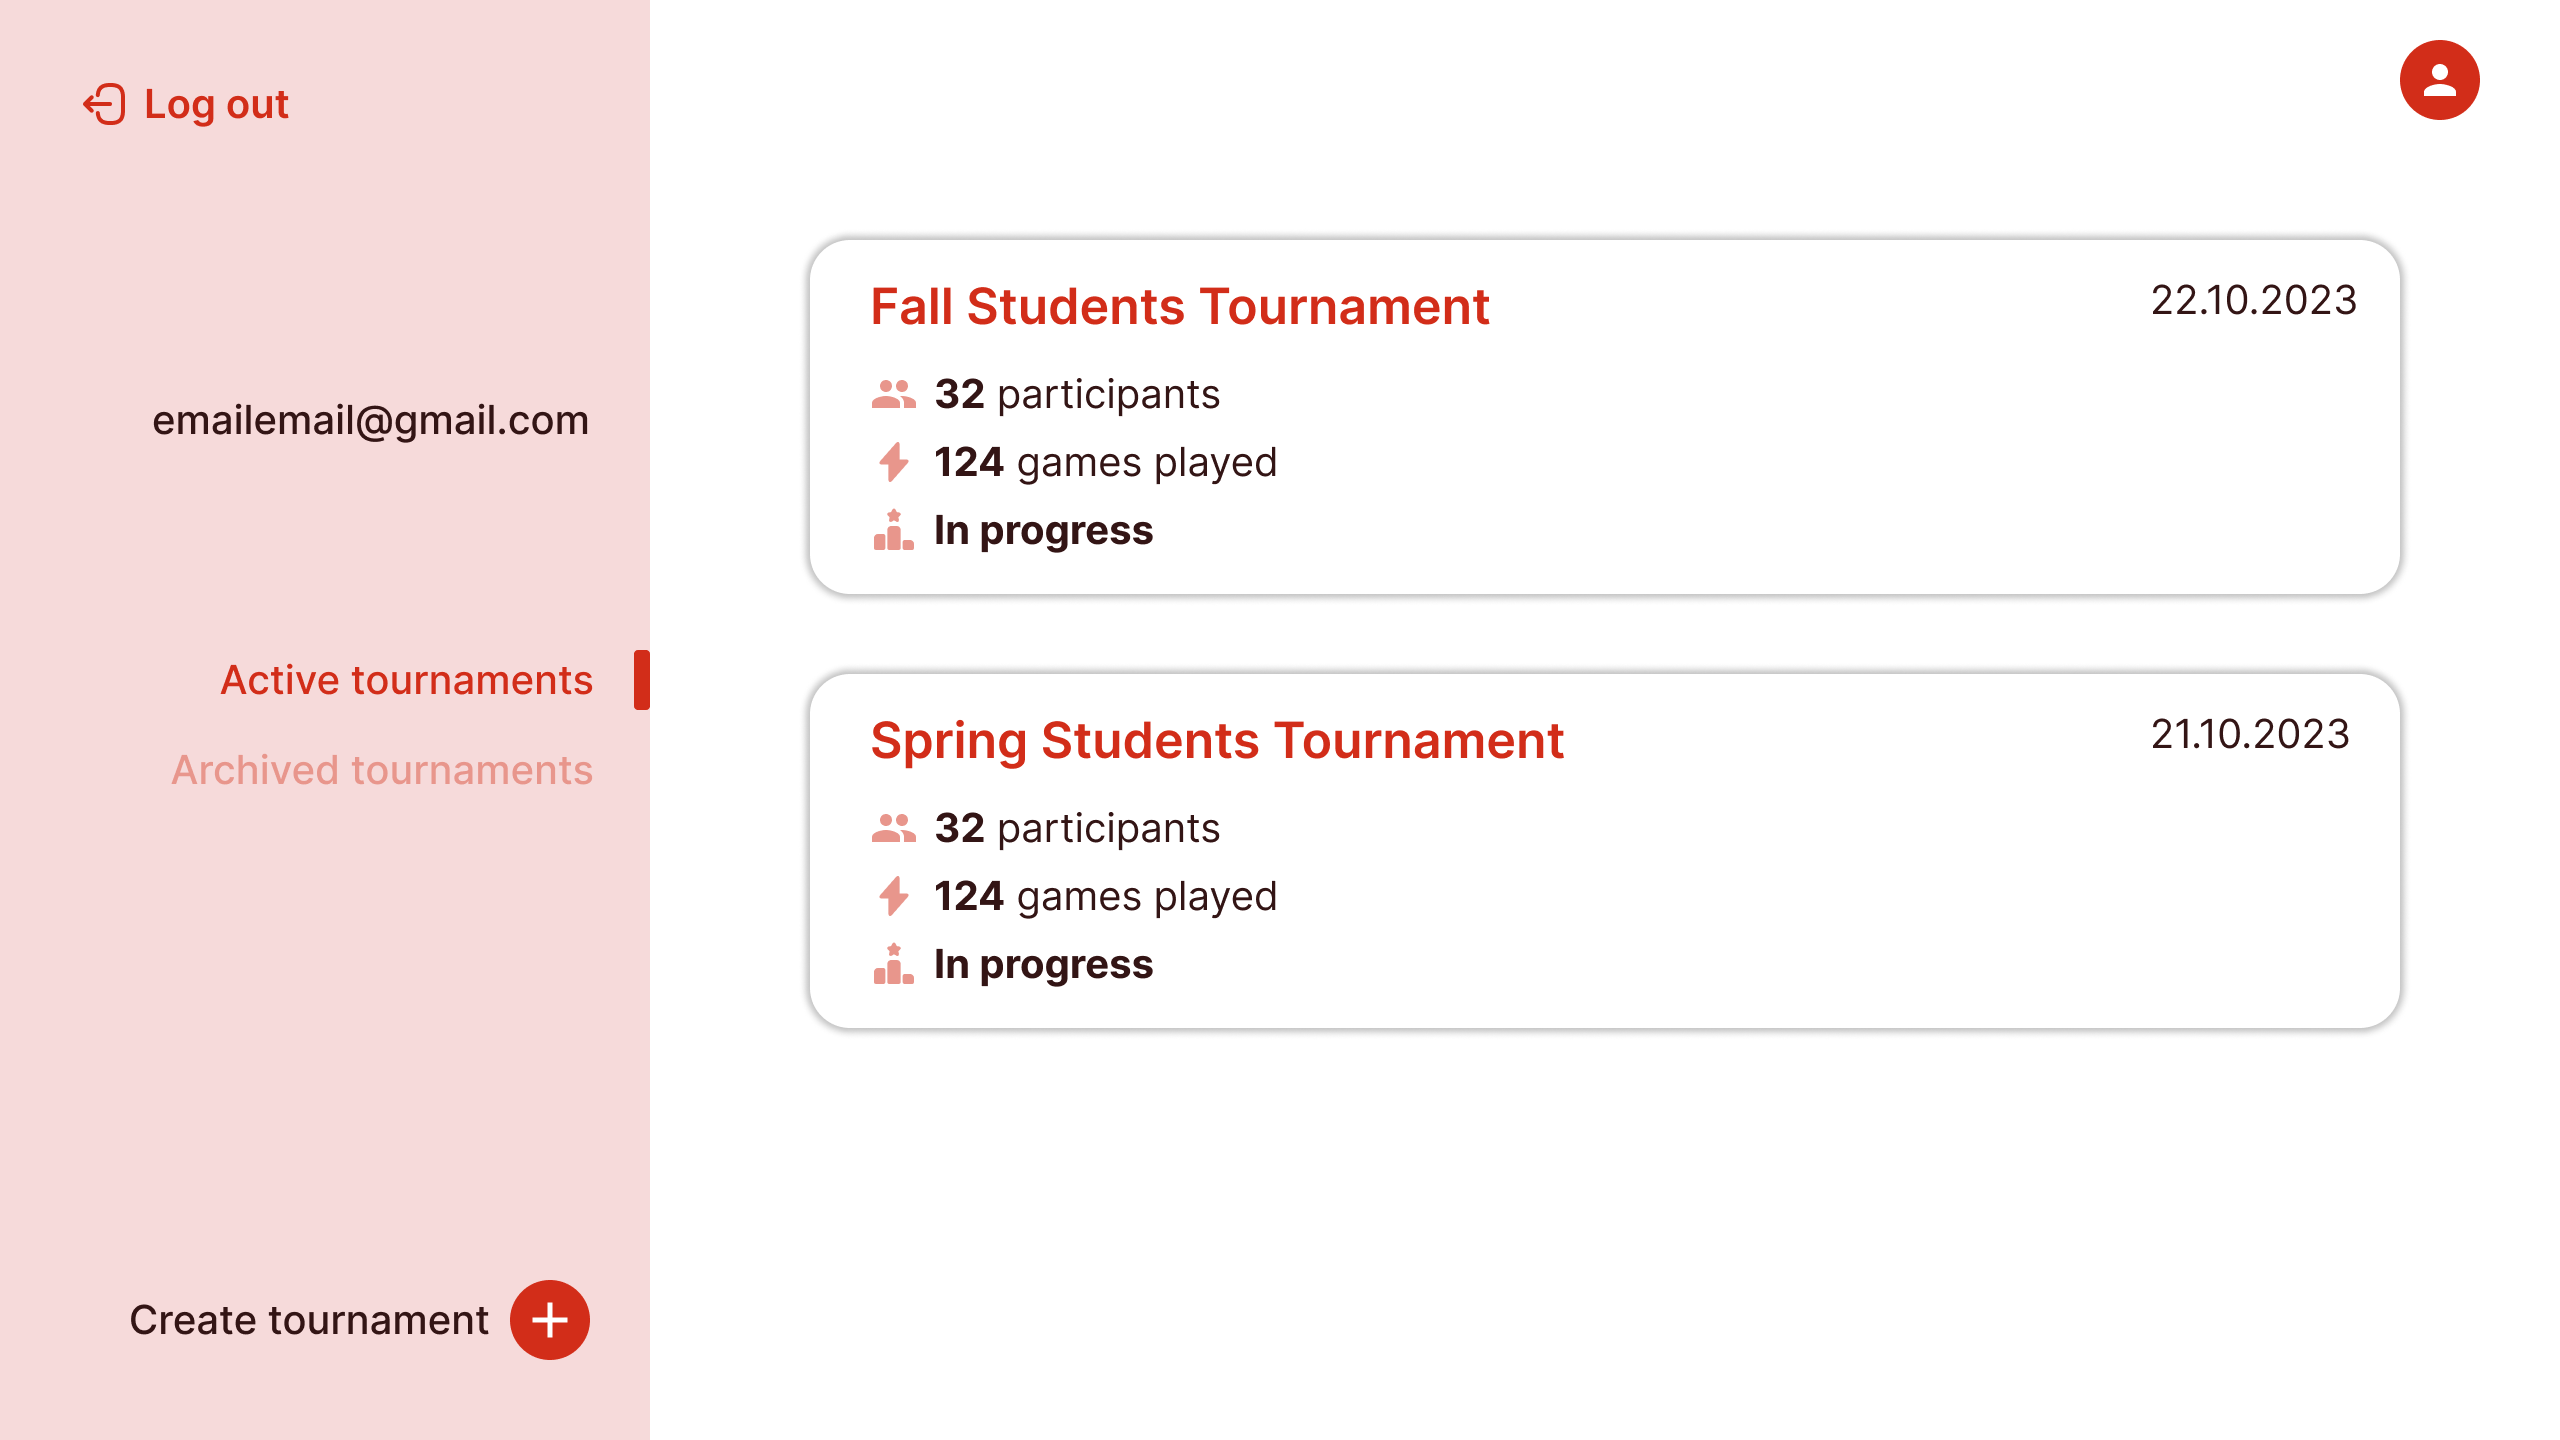 Log out
emailemail@gmail.com
Active tournaments
Archived tournaments
Create tournament
Fall Students Tournament
22.10.2023
32 participants
124 games played
In progress
Spring Students Tournament
21.10.2023
32 participants
124 games played
In progress